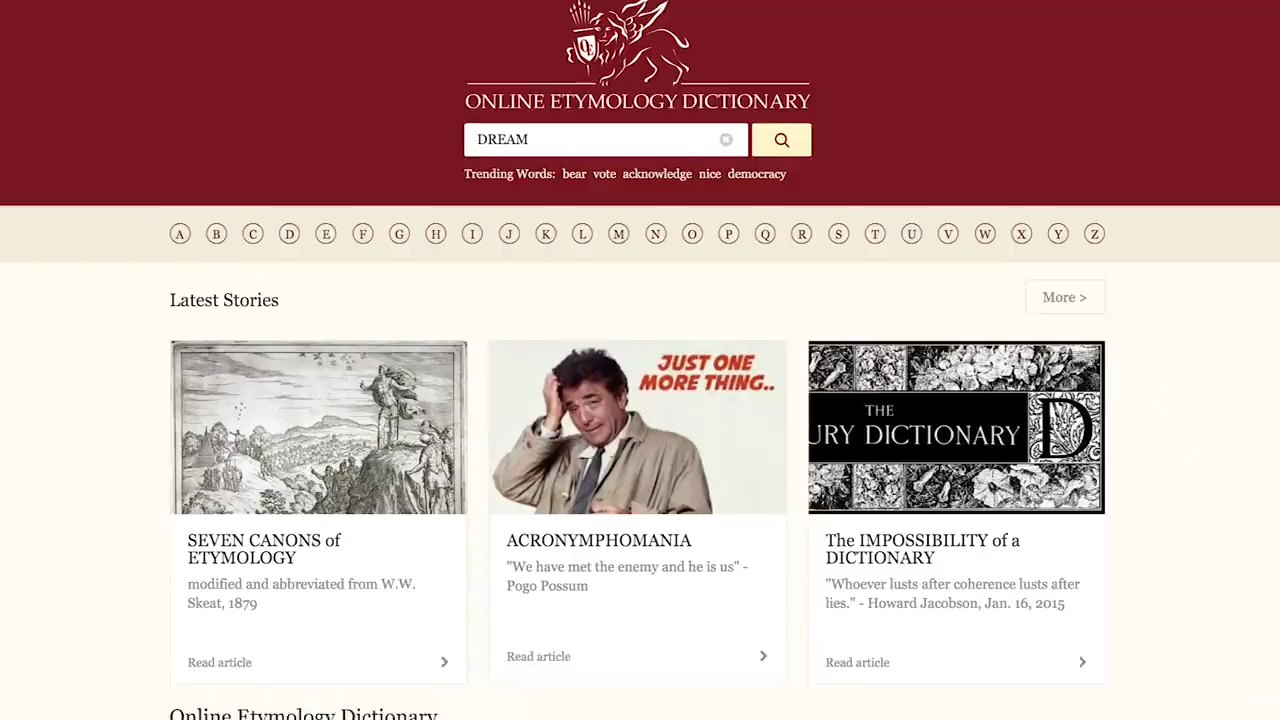 ONLINE ETYMOLOGY DICTIONARY
DREAM
Trending Words: bear vote acknowledge nice democracy
A B C D E F G H I J K L M N O P Q R S T U V W X Y Z
Latest Stories
More >
JUST ONE
MORE THING..
THE
URY DICTIONARY
D
SEVEN CANONS of
ETYMOLOGY
modified and abbreviated from W.W.
Skeat, 1879
Read article
ACRONYMPHOMANIA
"We have met the enemy and he is us" -
Pogo Possum
Read article
The IMPOSSIBILITY of a
DICTIONARY
"Whoever lusts after coherence lusts after
lies." - Howard Jacobson, Jan. 16, 2015
Read article
Online Etymology Dictionary